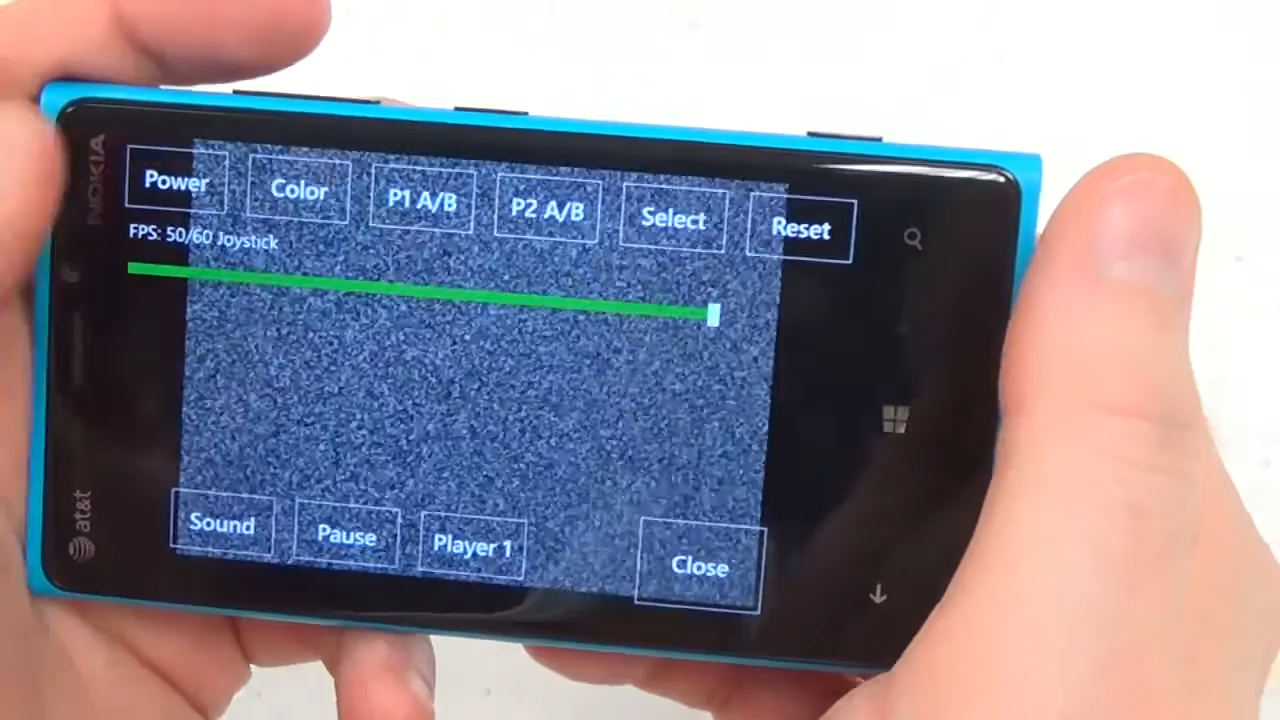 NOKIA
Power
Color
P1 A/B
P2 A/B
Select
Reset
FPS: 50/60 Joystick
at&t
Sound
Pause
Player 1
Close